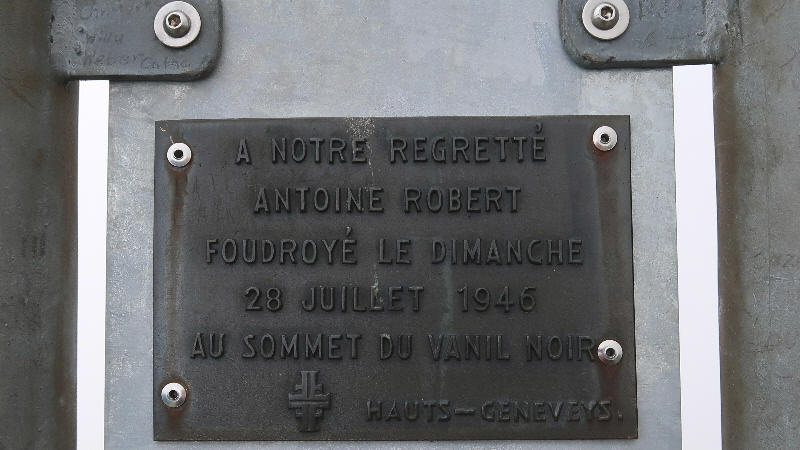 A NOTRE REGRETTÉ
ANTOINE ROBERT
FOUDROYÉ LE DIMANCHE
28 JUILLET 1946
AU SOMMET DU VANIL NOIR
HAUTS-GENEVEYS.